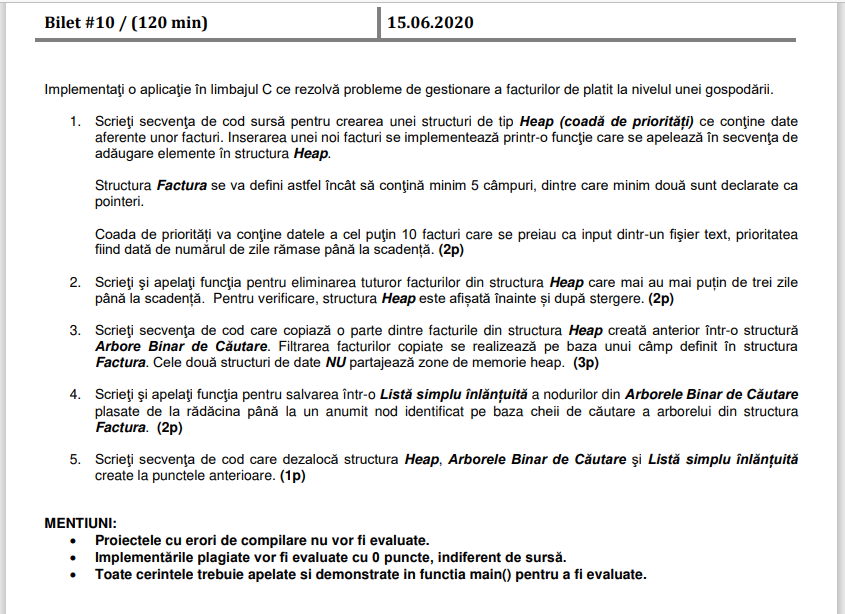 Bilet #10 / (120 min) 15.06.2020
Implementaţi o aplicaţie în limbajul C ce rezolvă probleme de gestionare a facturilor de platit la nivelul unei gospodării.
1. Scrieţi secvenţa de cod sursă pentru crearea unei structuri de tip Heap (coadă de priorități) ce conţine date
aferente unor facturi. Inserarea unei noi facturi se implementează printr-o funcţie care se apelează în secvenţa de
adăugare elemente în structura Heap.
Structura Factura se va defini astfel încât să conţină minim 5 câmpuri, dintre care minim două sunt declarate ca
pointeri.
Coada de priorități va conţine datele a cel puţin 10 facturi care se preiau ca input dintr-un fişier text, prioritatea
fiind dată de numărul de zile rămase până la scadență. (2p)
2. Scrieţi şi apelaţi funcţia pentru eliminarea tuturor facturilor din structura Heap care mai au mai puțin de trei zile
până la scadență. Pentru verificare, structura Heap este afișată înainte și după stergere. (2p)
3. Scrieţi secvenţa de cod care copiază o parte dintre facturile din structura Heap creată anterior într-o structură
Arbore Binar de Căutare. Filtrarea facturilor copiate se realizează pe baza unui câmp definit în structura
Factura. Cele două structuri de date NU partajează zone de memorie heap. (3p)
4. Scrieţi şi apelaţi funcţia pentru salvarea într-o Listă simplu înlănţuită a nodurilor din Arborele Binar de Căutare
plasate de la rădăcina până la un anumit nod identificat pe baza cheii de căutare a arborelui din structura
Factura. (2p)
5. Scrieţi secvenţa de cod care dezalocă structura Heap, Arborele Binar de Căutare şi Listă simplu înlănţuită
create la punctele anterioare. (1p)
MENTIUNI:
• Proiectele cu erori de compilare nu vor fi evaluate.
• Implementările plagiate vor fi evaluate cu 0 puncte, indiferent de sursă.
• Toate cerintele trebuie apelate si demonstrate in functia main() pentru a fi evaluate.